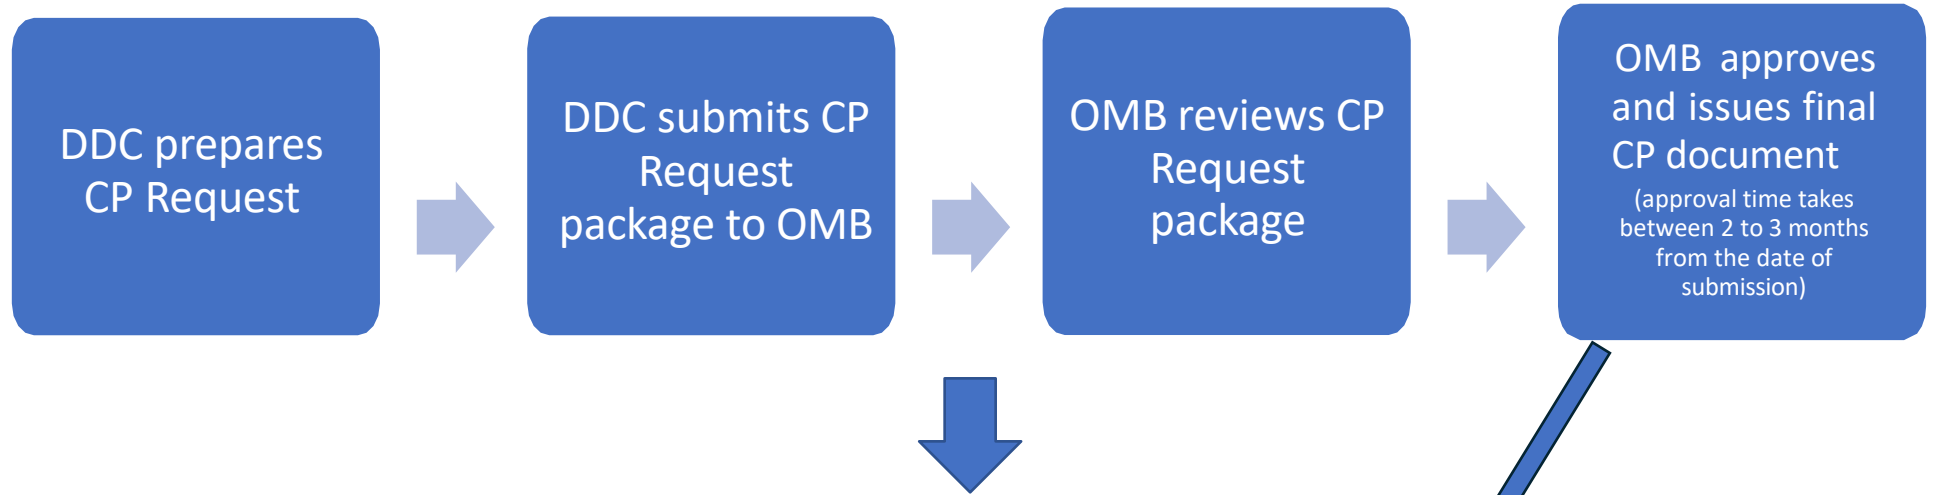 DDC prepares
CP Request
DDC submits CP
Request
package to OMB
OMB reviews CP
Request
package
OMB approves
and issues final
CP document
(approval time takes
between 2 to 3 months
from the date of
submission)